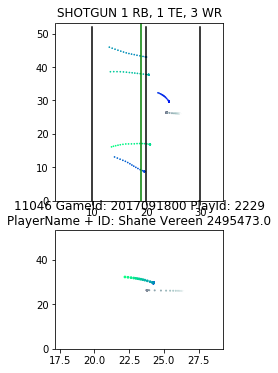 SHOTGUN 1 RB, 1 TE, 3 WR
50
40
30
20
10
0
10 20 30
11046 GameId: 2017091800 PlayId: 2229
PlayerName + ID: Shane Vereen 2495473.0
40
20
0
17.5 20.0 22.5 25.0 27.5